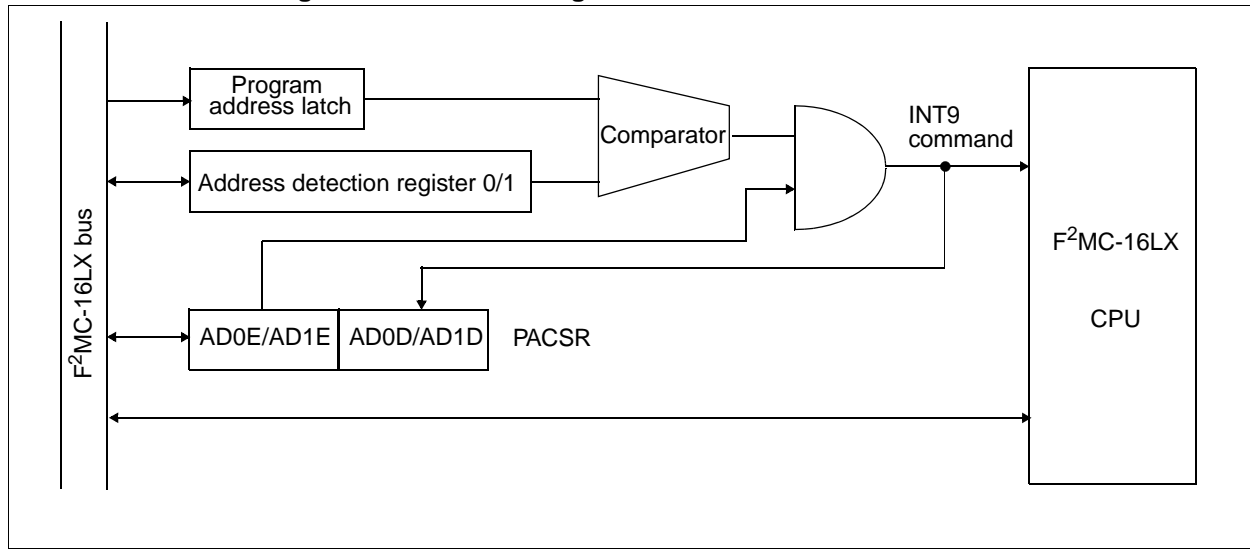 Program
address latch
Comparator
INT9
command
Address detection register 0/1
F²MC-16LX bus
F²MC-16LX
CPU
AD0E/AD1E
AD0D/AD1D
PACSR